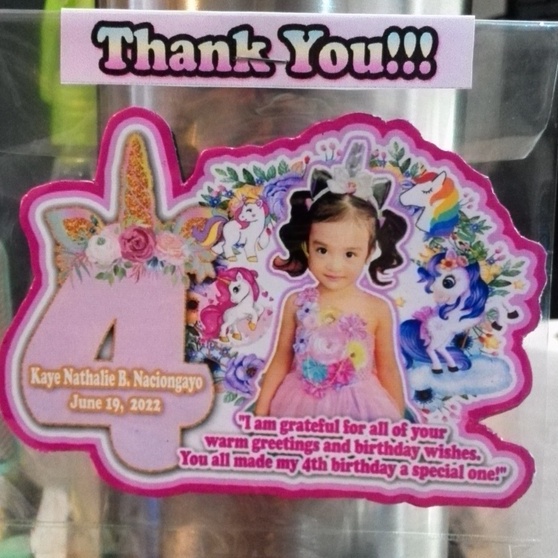 Thank You!!!
4
Kaye Nathalie B. Naciongayo
June 19, 2022
"I am grateful for all of your
warm greetings and birthday wishes.
You all made my 4th birthday a special one!"